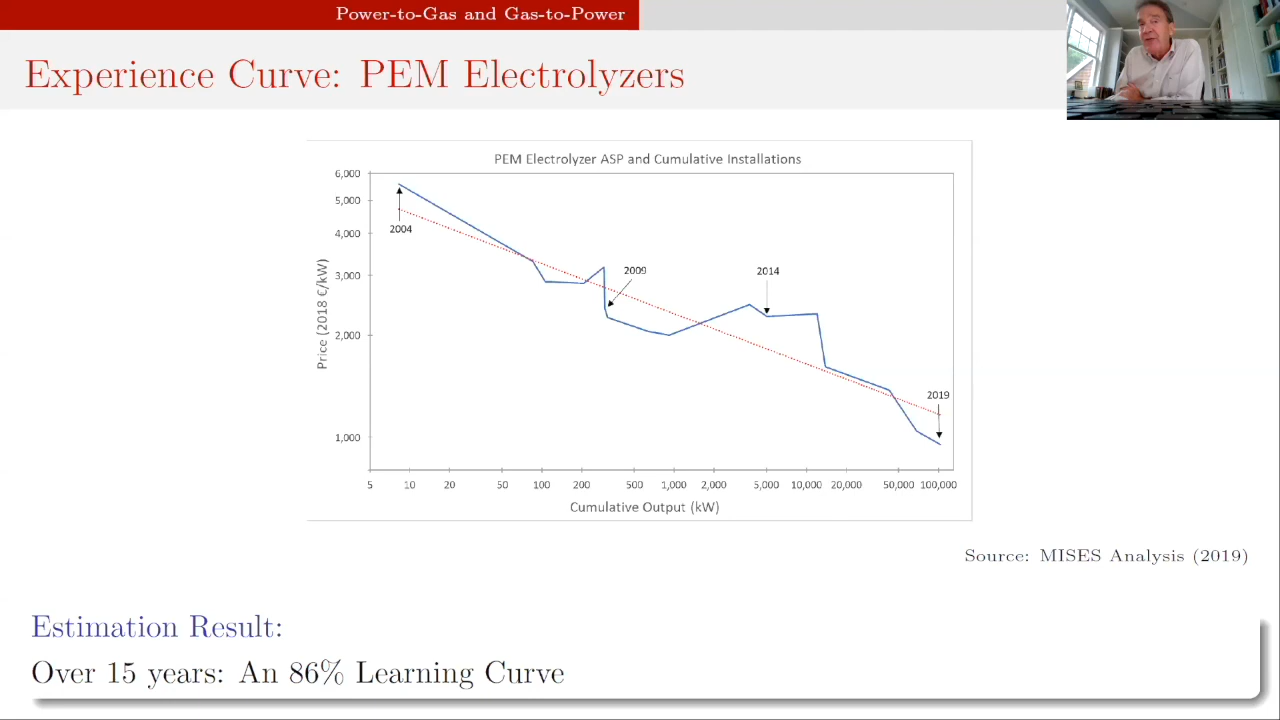 Power-to-Gas and Gas-to-Power
Experience Curve: PEM Electrolyzers
PEM Electrolyzer ASP and Cumulative Installations
Price (2018 €/kW)
6,000
5,000
4,000
3,000
2,000
1,000
2004
2009
2014
2019
5 10 20 50 100 200 500 1,000 2,000 5,000 10,000 20,000 50,000 100,000
Cumulative Output (kW)
Source: MISES Analysis (2019)
Estimation Result:
Over 15 years: An 86% Learning Curve